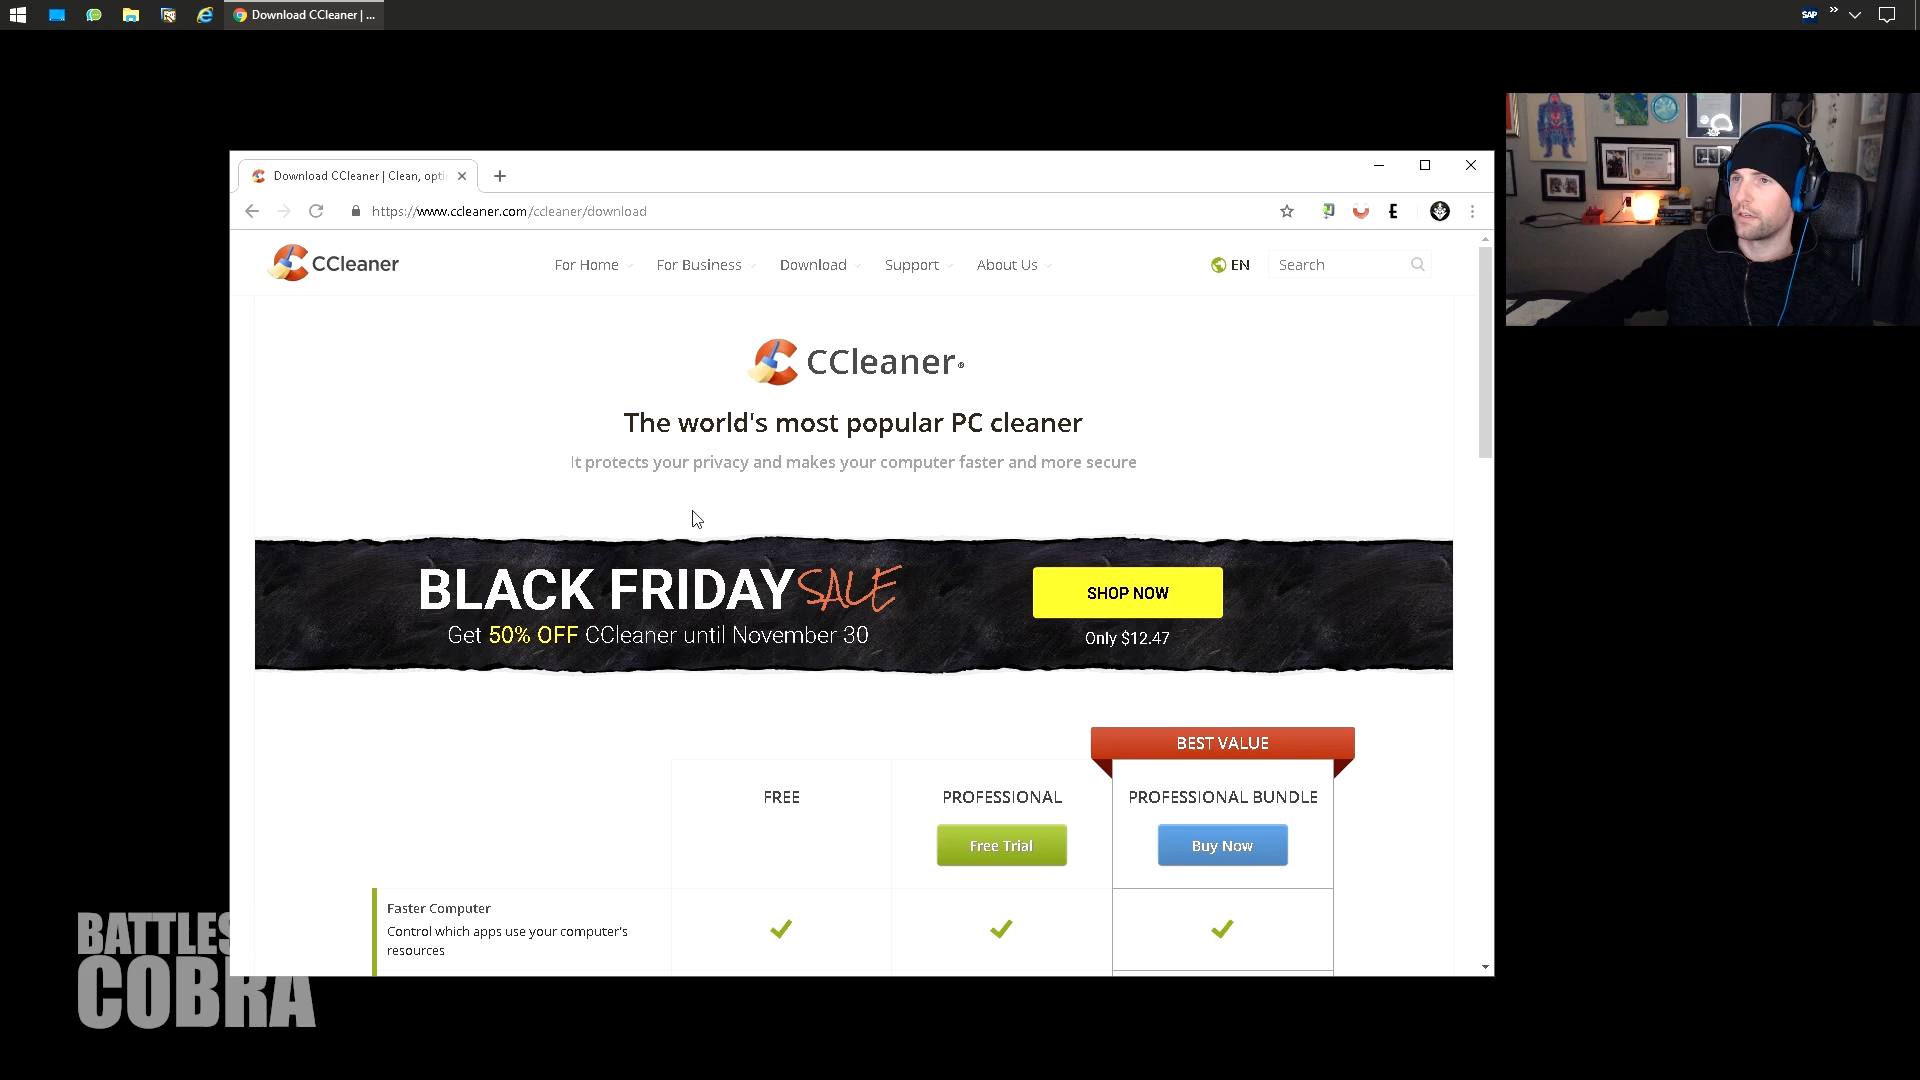 Download CCleaner | ...
SAP
Download CCleaner | Clean, opti
https://www.ccleaner.com/ccleaner/download
CCleaner
For Home
For Business
Download
Support
About Us
EN
Search
CCleaner®
The world's most popular PC cleaner
It protects your privacy and makes your computer faster and more secure
BLACK FRIDAY SALE
Get 50% OFF CCleaner until November 30
SHOP NOW
Only $12.47
BEST VALUE
FREE
PROFESSIONAL
PROFESSIONAL BUNDLE
Free Trial
Buy Now
Faster Computer
Control which apps use your computer's
resources
BATTLES
COBRA